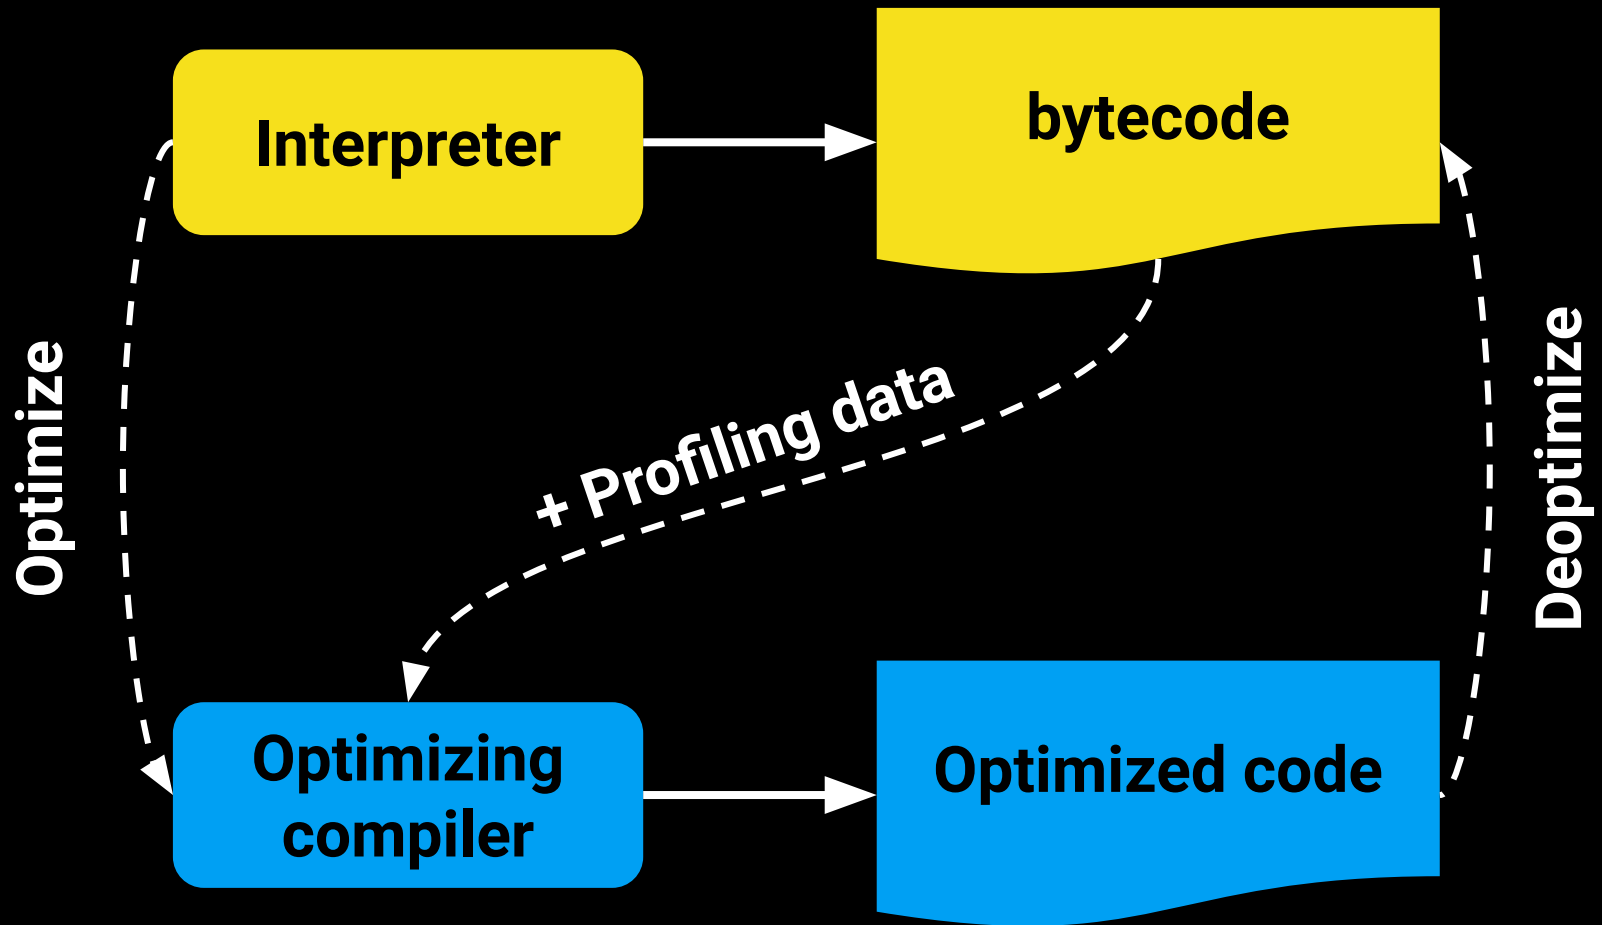 Interpreter
bytecode
Optimize
+ Profiling data
Deoptimize
Optimizing
compiler
Optimized code